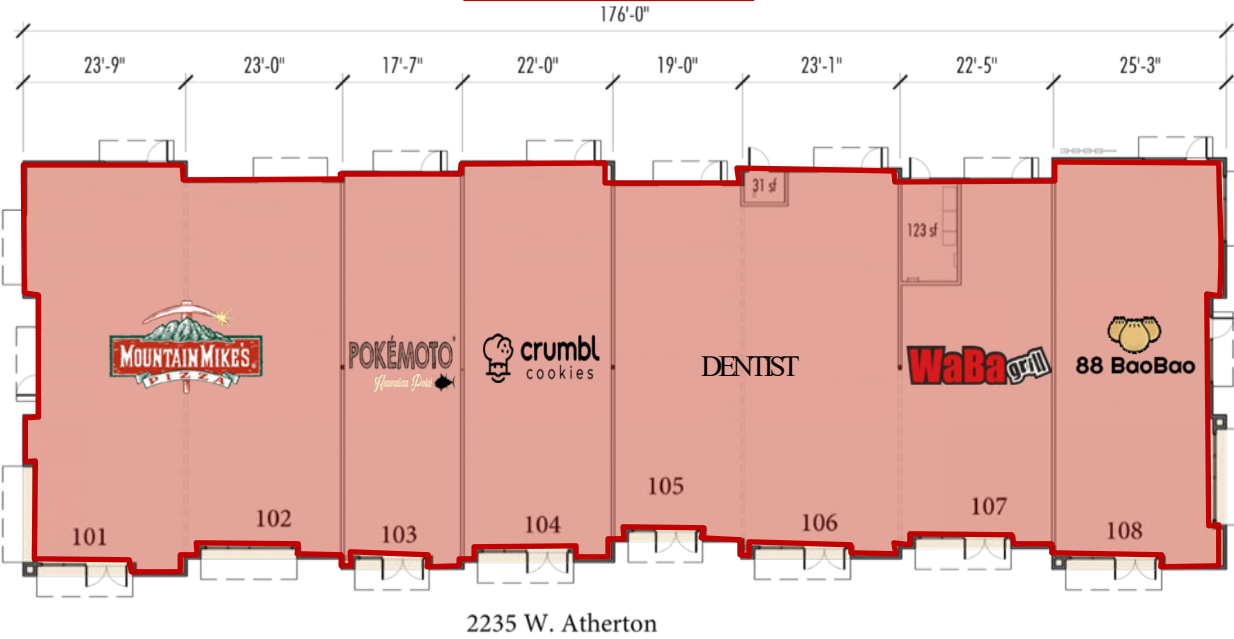 176'-0"
23'-9" 23'-0" 17'-7" 22'-0" 19'-0" 23'-1" 22'-5" 25'-3"
31 sf
123 sf
MOUNTAIN MIKE'S
PIZZA
POKÉMOTO
Hawaiian Poké
crumbl
cookies
DENTIST
WaBa grill
88 BaoBao
101 102 103 104 105 106 107 108
2235 W. Atherton